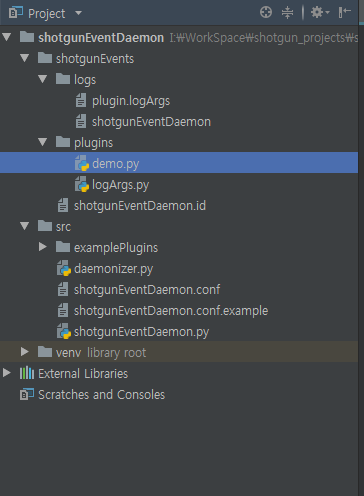 Project
shotgunEventDaemon I:₩WorkSpace₩shotgun_projects₩s
shotgunEvents
logs
plugin.logArgs
shotgunEventDaemon
plugins
demo.py
logArgs.py
shotgunEventDaemon.id
src
examplePlugins
daemonizer.py
shotgunEventDaemon.conf
shotgunEventDaemon.conf.example
shotgunEventDaemon.py
venv library root
External Libraries
Scratches and Consoles